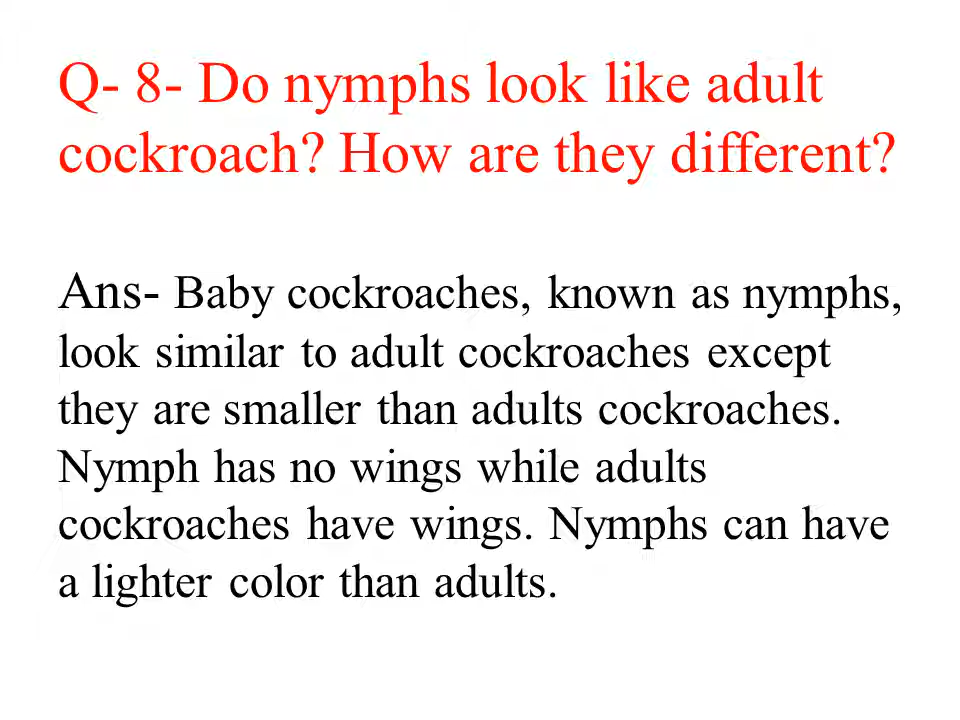 Q- 8- Do nymphs look like adult
cockroach? How are they different?
Ans- Baby cockroaches, known as nymphs,
look similar to adult cockroaches except
they are smaller than adults cockroaches.
Nymph has no wings while adults
cockroaches have wings. Nymphs can have
a lighter color than adults.